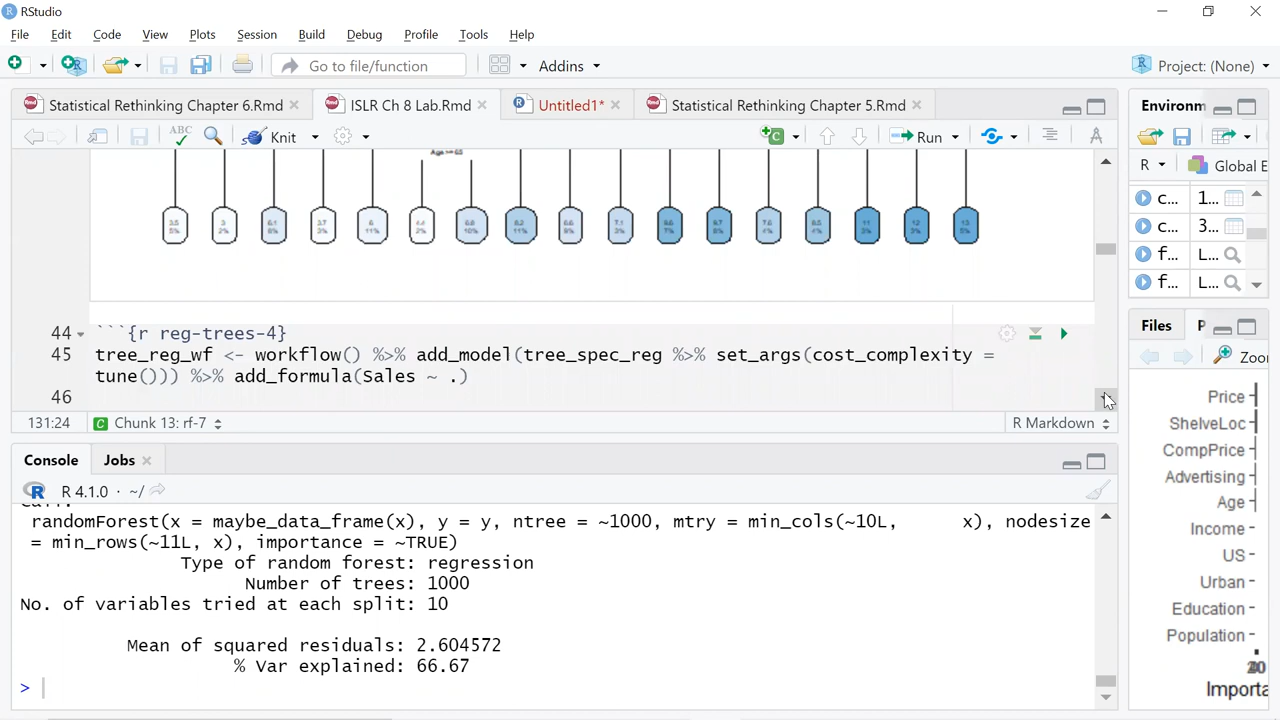 RStudio
File Edit Code View Plots Session Build Debug Profile Tools Help
Go to file/function Addins Project: (None)
Statistical Rethinking Chapter 6.Rmd ISLR Ch 8 Lab.Rmd Untitled1* Statistical Rethinking Chapter 5.Rmd
ABC Knit Run
44 ```{r reg-trees-4}
45 tree_reg_wf <- workflow() %>% add_model(tree_spec_reg %>% set_args(cost_complexity =
tune())) %>% add_formula(Sales ~ .)
46
131:24 C Chunk 13: rf-7 R Markdown
Console Jobs
R 4.1.0 · ~/
randomForest(x = maybe_data_frame(x), y = y, ntree = ~1000, mtry = min_cols(~10L, x), nodesize
= min_rows(~11L, x), importance = ~TRUE)
Type of random forest: regression
Number of trees: 1000
No. of variables tried at each split: 10
Mean of squared residuals: 2.604572
% Var explained: 66.67
>
Environm
R Global E
c... 1...
c... 3...
f... L...
f... L...
Files P
Zoo
Price
ShelveLoc
CompPrice
Advertising
Age
Income
US
Urban
Education
Population
Importa